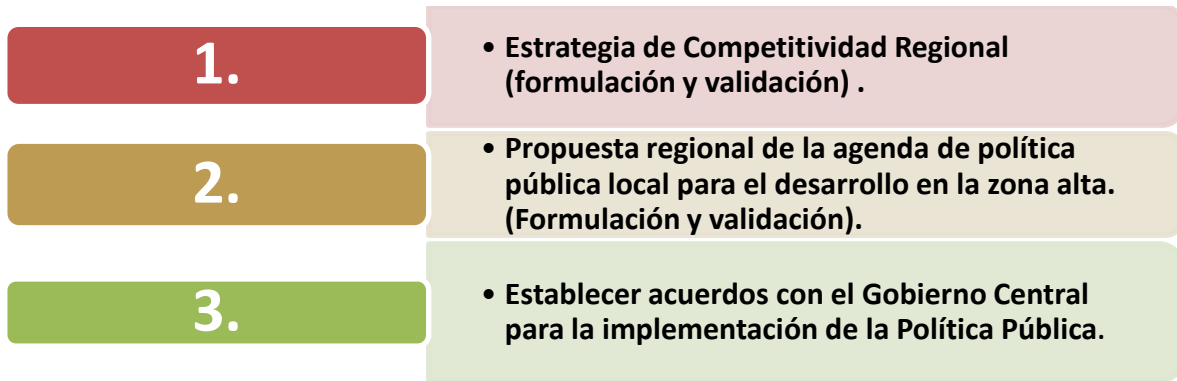 1.
• Estrategia de Competitividad Regional
(formulación y validación) .
2.
• Propuesta regional de la agenda de política
pública local para el desarrollo en la zona alta.
(Formulación y validación).
3.
• Establecer acuerdos con el Gobierno Central
para la implementación de la Política Pública.